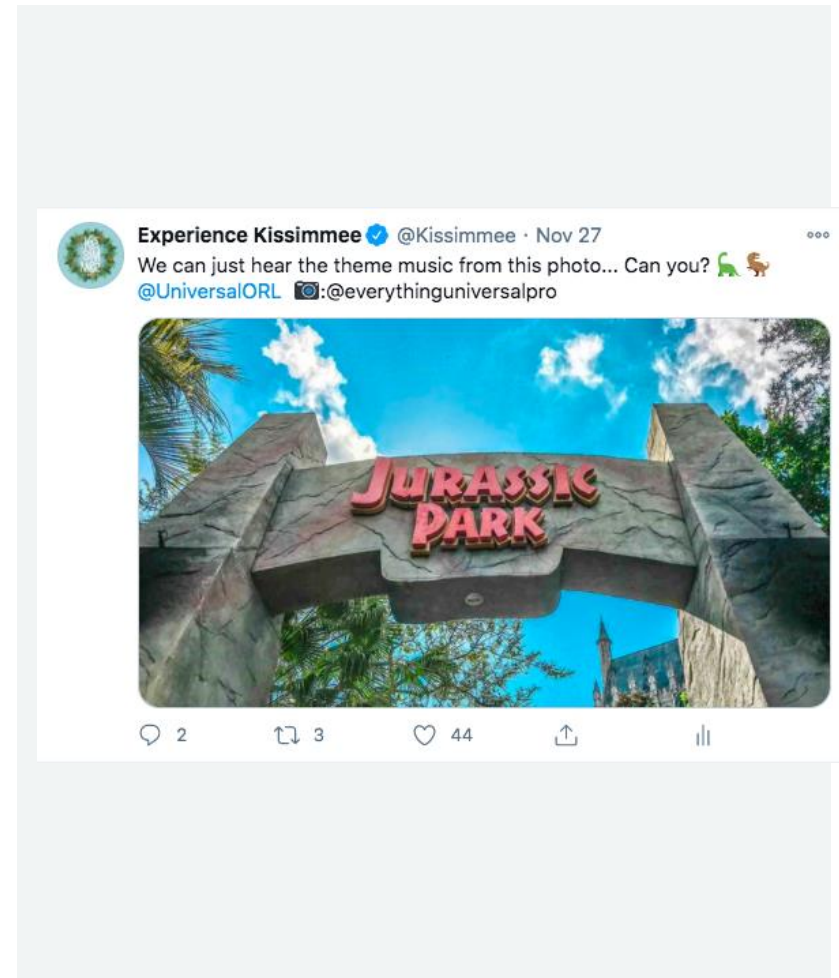 Experience Kissimmee @Kissimmee · Nov 27
We can just hear the theme music from this photo... Can you? 🦕 🦖
@UniversalORL 📷:@everythinguniversalpro
JURASSIC
PARK
2 3 44